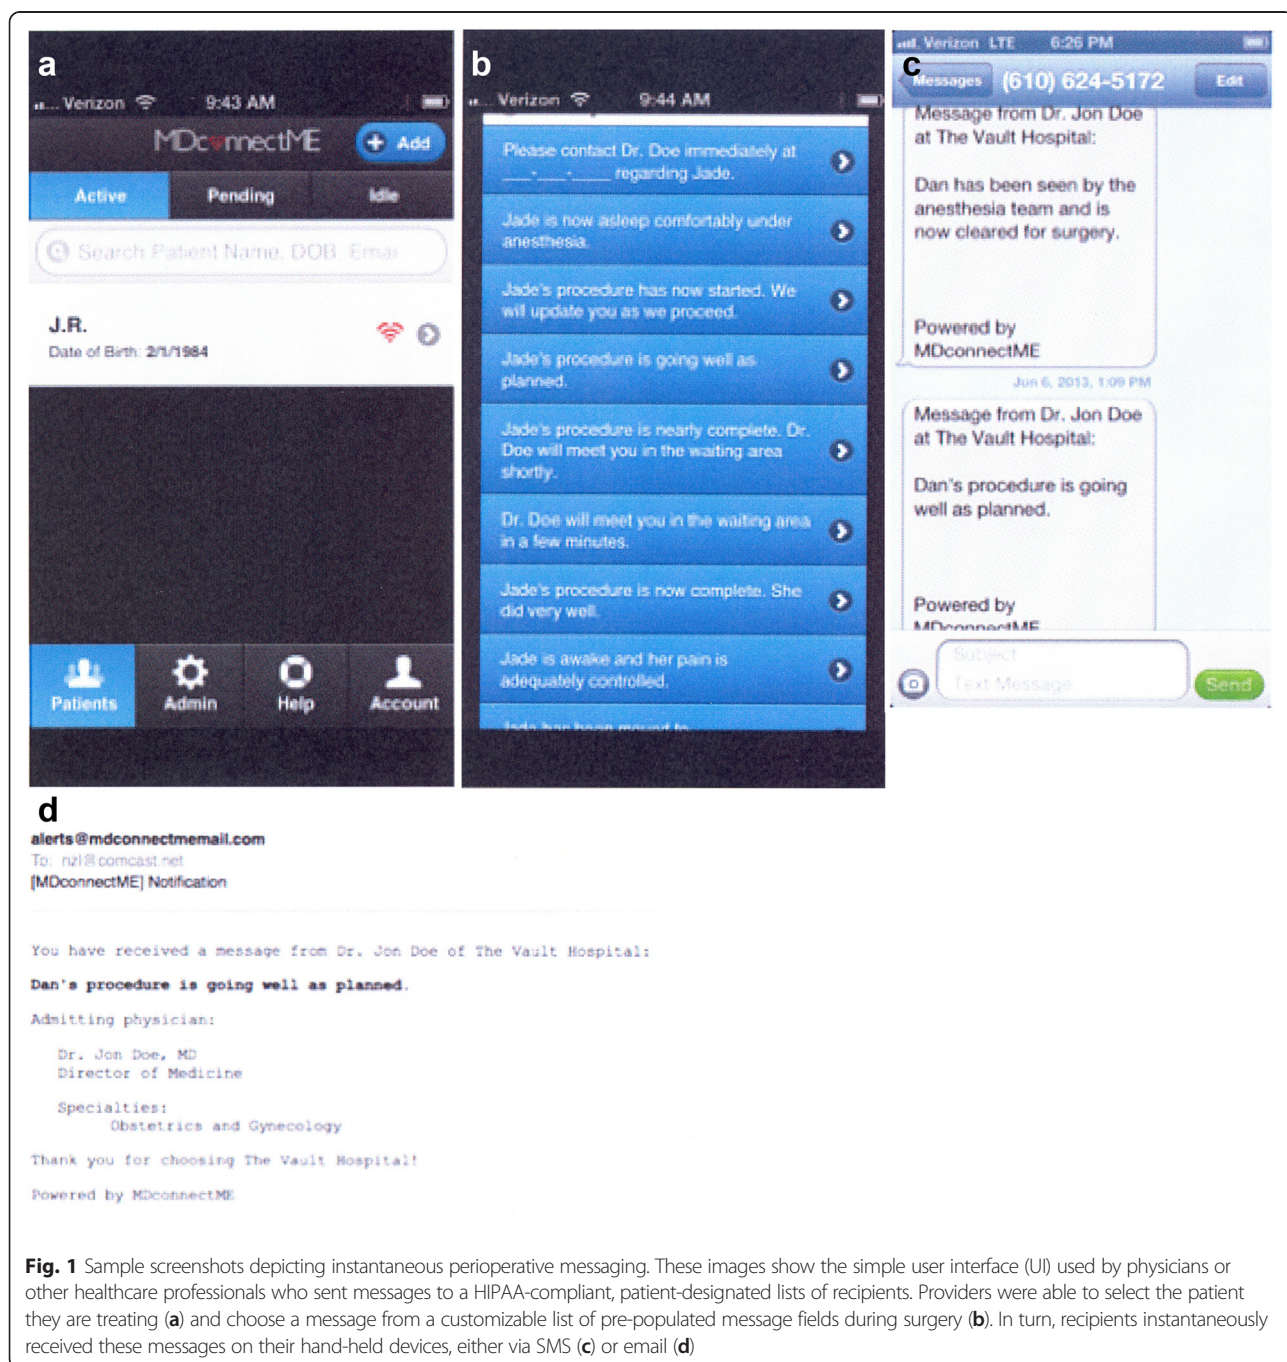 a
Verizon 9:43 AM
MDconnectME + Add
Active Pending Idle
Search Patient Name, DOB, Emai
J.R.
Date of Birth: 2/1/1984
Patients Admin Help Account
b
Verizon 9:44 AM
Please contact Dr. Doe immediately at
___-___-____ regarding Jade.
Jade is now asleep comfortably under
anesthesia.
Jade's procedure has now started. We
will update you as we proceed.
Jade's procedure is going well as
planned.
Jade's procedure is nearly complete. Dr.
Doe will meet you in the waiting area
shortly.
Dr. Doe will meet you in the waiting area
in a few minutes.
Jade's procedure is now complete. She
did very well.
Jade is awake and her pain is
adequately controlled.
Jade has been moved to
c
Verizon LTE 6:26 PM
Messages (610) 624-5172 Edit
Message from Dr. Jon Doe
at The Vault Hospital:
Dan has been seen by the
anesthesia team and is
now cleared for surgery.
Powered by
MDconnectME
Jun 6, 2013, 1:09 PM
Message from Dr. Jon Doe
at The Vault Hospital:
Dan's procedure is going
well as planned.
Powered by
MDconnectME
Subject
Text Message
Send
d
alerts@mdconnectmemail.com
To: nzl@comcast.net
[MDconnectME] Notification
You have received a message from Dr. Jon Doe of The Vault Hospital:
Dan's procedure is going well as planned.
Admitting physician:
Dr. Jon Doe, MD
Director of Medicine
Specialties:
Obstetrics and Gynecology
Thank you for choosing The Vault Hospital!
Powered by MDconnectME
Fig. 1 Sample screenshots depicting instantaneous perioperative messaging. These images show the simple user interface (UI) used by physicians or
other healthcare professionals who sent messages to a HIPAA-compliant, patient-designated lists of recipients. Providers were able to select the patient
they are treating (a) and choose a message from a customizable list of pre-populated message fields during surgery (b). In turn, recipients instantaneously
received these messages on their hand-held devices, either via SMS (c) or email (d)